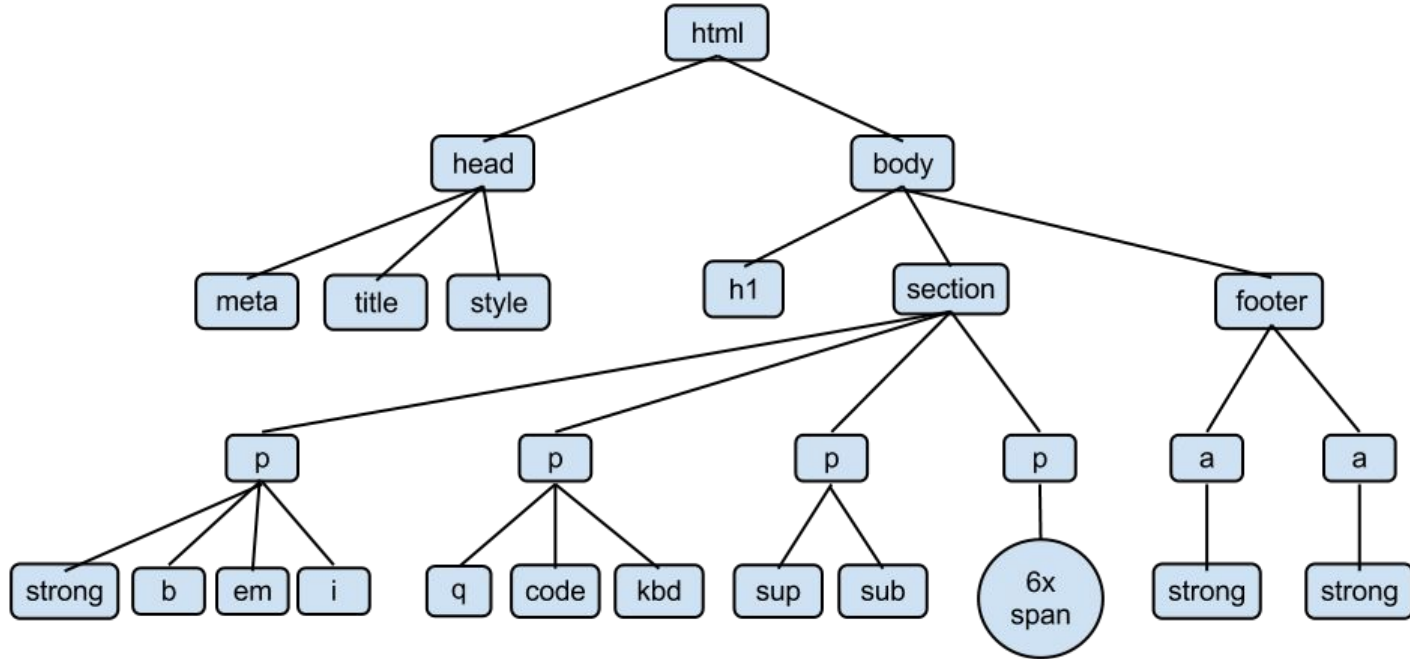 html
head
body
meta
title
style
h1
section
footer
p
p
p
p
a
a
strong
b
em
i
q
code
kbd
sup
sub
6x
span
strong
strong